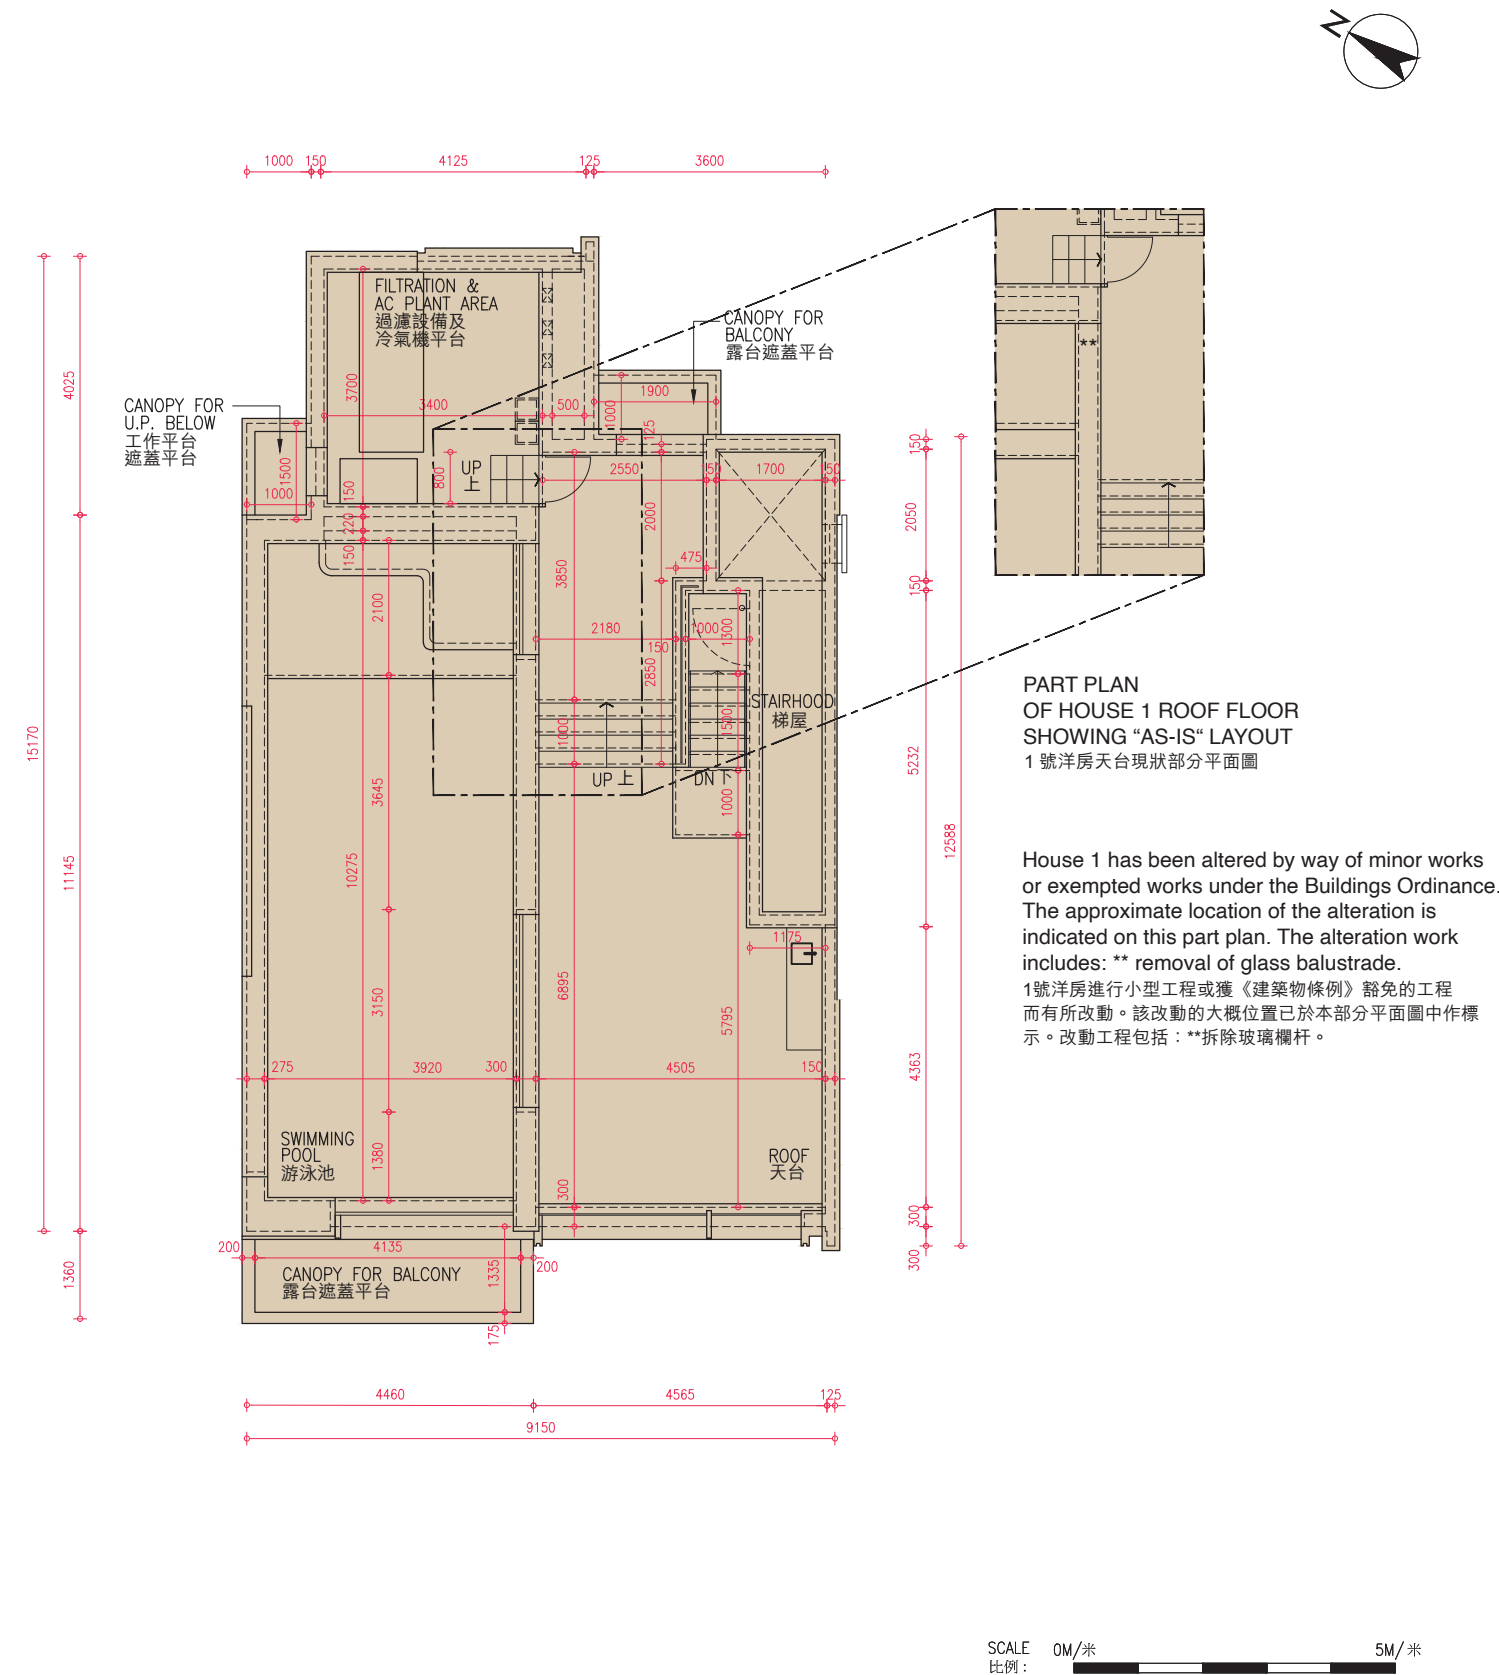 N
1000 150 4125 125 3600
FILTRATION &
AC PLANT AREA
過濾設備及
冷氣機平台
CANOPY FOR
BALCONY
露台遮蓋平台
CANOPY FOR
U.P. BELOW
工作平台
遮蓋平台
4025
3700
3400
500
1000
1900
125
1500
1000
800
UP
上
2550
150
1700
150
150
2050
150
150
220
150
2000
475
3850
2100
2180
150
1000
1300
2850
STAIRHOOD
梯屋
1500
1000
UP 上
DN 下
1000
**
PART PLAN
OF HOUSE 1 ROOF FLOOR
SHOWING “AS-IS“ LAYOUT
1 號洋房天台現狀部分平面圖
15170
11145
3645
10275
5232
12588
House 1 has been altered by way of minor works
or exempted works under the Buildings Ordinance.
The approximate location of the alteration is
indicated on this part plan. The alteration work
includes: ** removal of glass balustrade.
1號洋房進行小型工程或獲《建築物條例》豁免的工程
而有所改動。該改動的大概位置已於本部分平面圖中作標
示。改動工程包括：**拆除玻璃欄杆。
1175
3150
6895
5795
4363
275
3920
300
4505
150
SWIMMING
POOL
游泳池
1380
ROOF
天台
300
300
300
1360
200
4135
200
1335
CANOPY FOR BALCONY
露台遮蓋平台
175
4460 4565 125
9150
SCALE 0M/米 5M/米
比例：